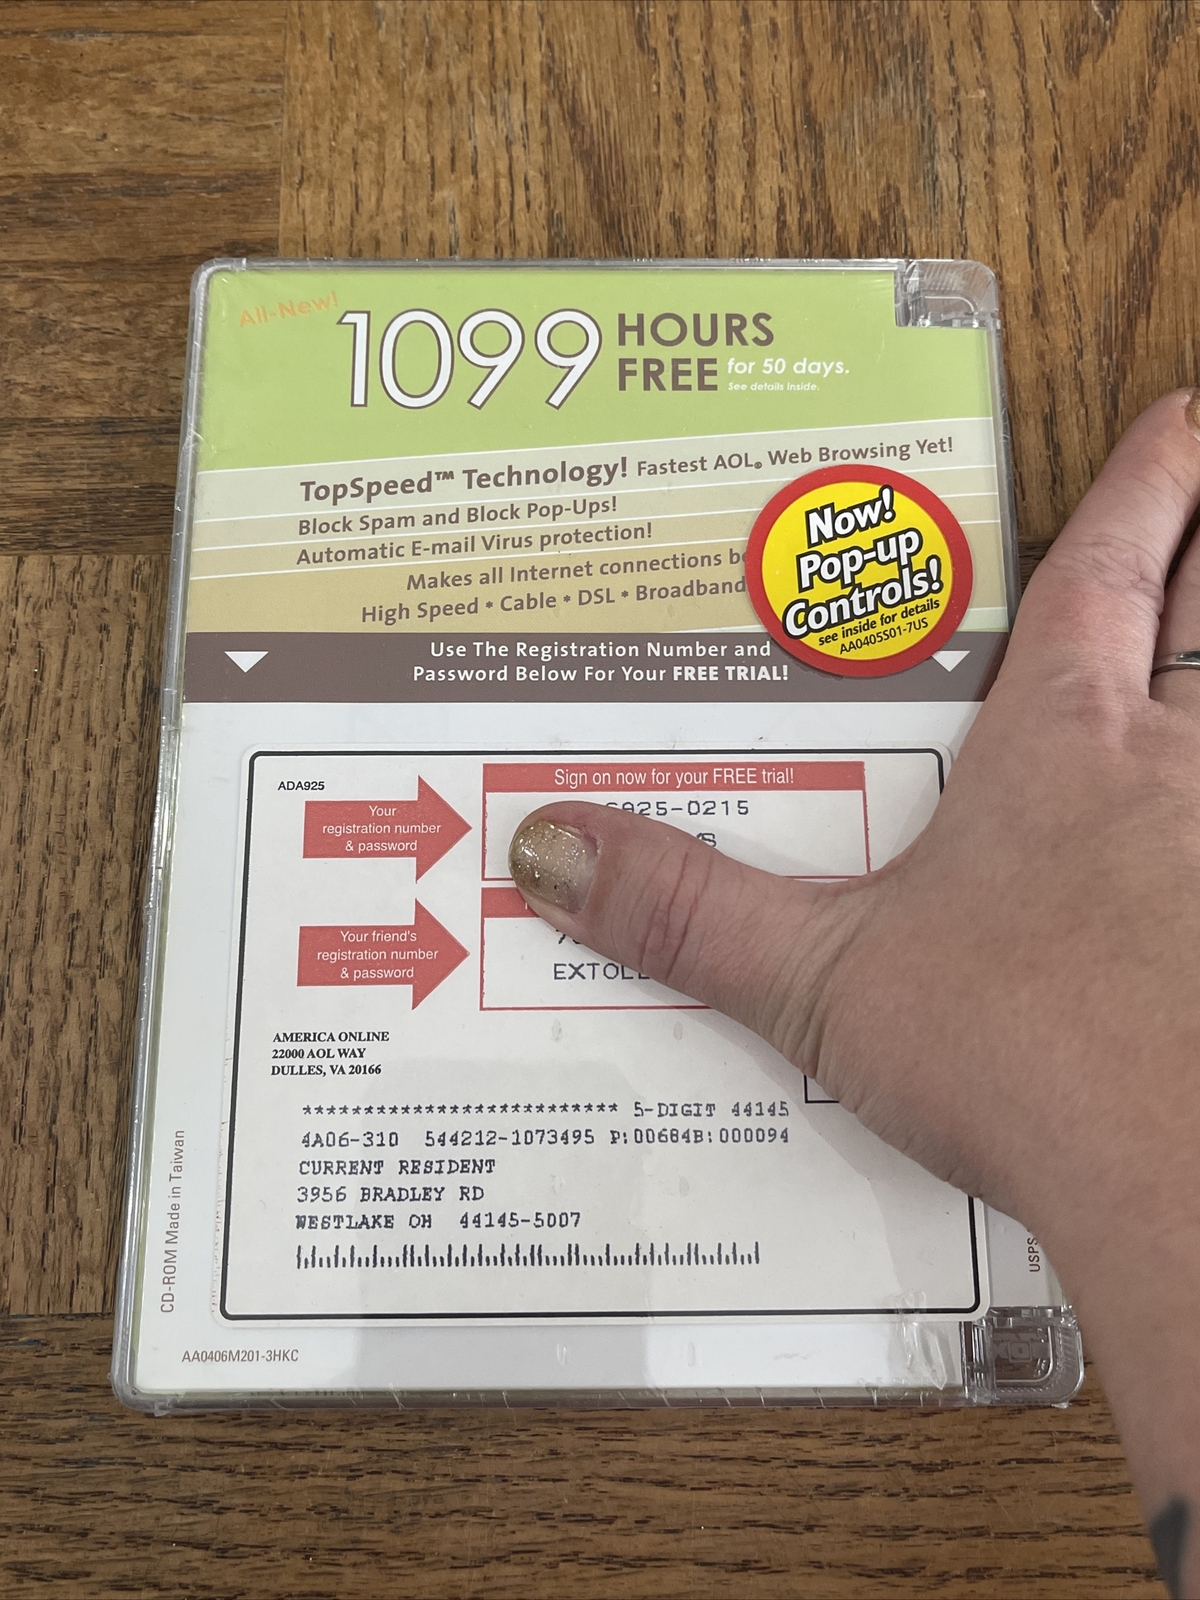 All-New!
1099 HOURS
FREE for 50 days.
See details inside.
TopSpeed™ Technology! Fastest AOL® Web Browsing Yet!
Block Spam and Block Pop-Ups!
Automatic E-mail Virus protection!
Makes all Internet connections
High Speed • Cable • DSL • Broadband
Now!
Pop-up
Controls!
see inside for details
AA0405S01-7US
Use The Registration Number and
Password Below For Your FREE TRIAL!
ADA925
Sign on now for your FREE trial!
Your
registration number
& password
925-0215
Your friend's
registration number
& password
AMERICA ONLINE
22000 AOL WAY
DULLES, VA 20166
************************** 5-DIGIT 44145
4A06-310 544212-1073495 P:00684B:000094
CURRENT RESIDENT
3956 BRADLEY RD
WESTLAKE OH 44145-5007
CD-ROM Made in Taiwan
USPS
AA0406M201-3HKC